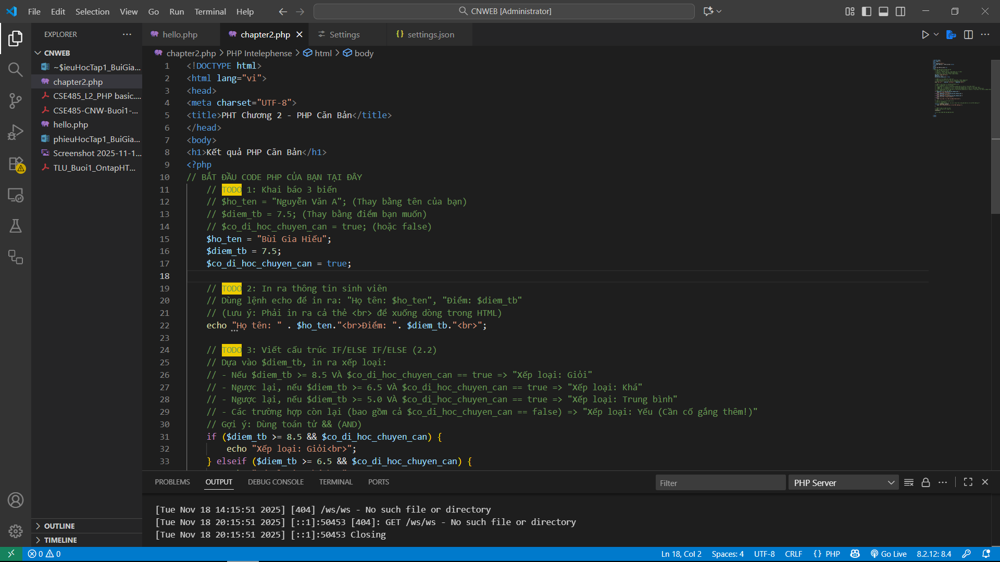 File Edit Selection View Go Run Terminal Help
CNWEB [Administrator]
EXPLORER
CNWEB
~$ieuHocTap1_BuiGia...
chapter2.php
CSE485_L2_PHP basic....
CSE485-CNW-Buoi1-...
hello.php
phieuHocTap1_BuiGia...
Screenshot 2025-11-1...
TLU_Buoi1_OntapHT...
OUTLINE
TIMELINE
hello.php chapter2.php Settings {} settings.json
chapter2.php > PHP Intelephense > html > body
1 <!DOCTYPE html>
2 <html lang="vi">
3 <head>
4 <meta charset="UTF-8">
5 <title>PHT Chương 2 - PHP Căn Bản</title>
6 </head>
7 <body>
8 <h1>Kết quả PHP Căn Bản</h1>
9 <?php
10 // BẮT ĐẦU CODE PHP CỦA BẠN TẠI ĐÂY
11 // TODO 1: Khai báo 3 biến
12 // $ho_ten = "Nguyễn Văn A"; (Thay bằng tên của bạn)
13 // $diem_tb = 7.5; (Thay bằng điểm bạn muốn)
14 // $co_di_hoc_chuyen_can = true; (hoặc false)
15 $ho_ten = "Bùi Gia Hiếu";
16 $diem_tb = 7.5;
17 $co_di_hoc_chuyen_can = true;
18
19 // TODO 2: In ra thông tin sinh viên
20 // Dùng lệnh echo để in ra: "Họ tên: $ho_ten", "Điểm: $diem_tb"
21 // (Lưu ý: Phải in ra cả thẻ <br> để xuống dòng trong HTML)
22 echo "Họ tên: " . $ho_ten."<br>Điểm: ". $diem_tb."<br>";
23
24 // TODO 3: Viết cấu trúc IF/ELSE IF/ELSE (2.2)
25 // Dựa vào $diem_tb, in ra xếp loại:
26 // - Nếu $diem_tb >= 8.5 VÀ $co_di_hoc_chuyen_can == true => "Xếp loại: Giỏi"
27 // - Ngược lại, nếu $diem_tb >= 6.5 VÀ $co_di_hoc_chuyen_can == true => "Xếp loại: Khá"
28 // - Ngược lại, nếu $diem_tb >= 5.0 VÀ $co_di_hoc_chuyen_can == true => "Xếp loại: Trung bình"
29 // - Các trường hợp còn lại (bao gồm cả $co_di_hoc_chuyen_can == false) => "Xếp loại: Yếu (Cần cố gắng thêm!)"
30 // Gợi ý: Dùng toán tử && (AND)
31 if ($diem_tb >= 8.5 && $co_di_hoc_chuyen_can) {
32 echo "Xếp loại: Giỏi<br>";
33 } elseif ($diem_tb >= 6.5 && $co_di_hoc_chuyen_can) {
PROBLEMS OUTPUT DEBUG CONSOLE TERMINAL PORTS
Filter
PHP Server
[Tue Nov 18 14:15:51 2025] [404] /ws/ws - No such file or directory
[Tue Nov 18 20:15:51 2025] [::1]:50453 [404]: GET /ws/ws - No such file or directory
[Tue Nov 18 20:15:51 2025] [::1]:50453 Closing
0 0 Ln 18, Col 2 Spaces: 4 UTF-8 CRLF {} PHP Go Live 8.2.12: 8.4